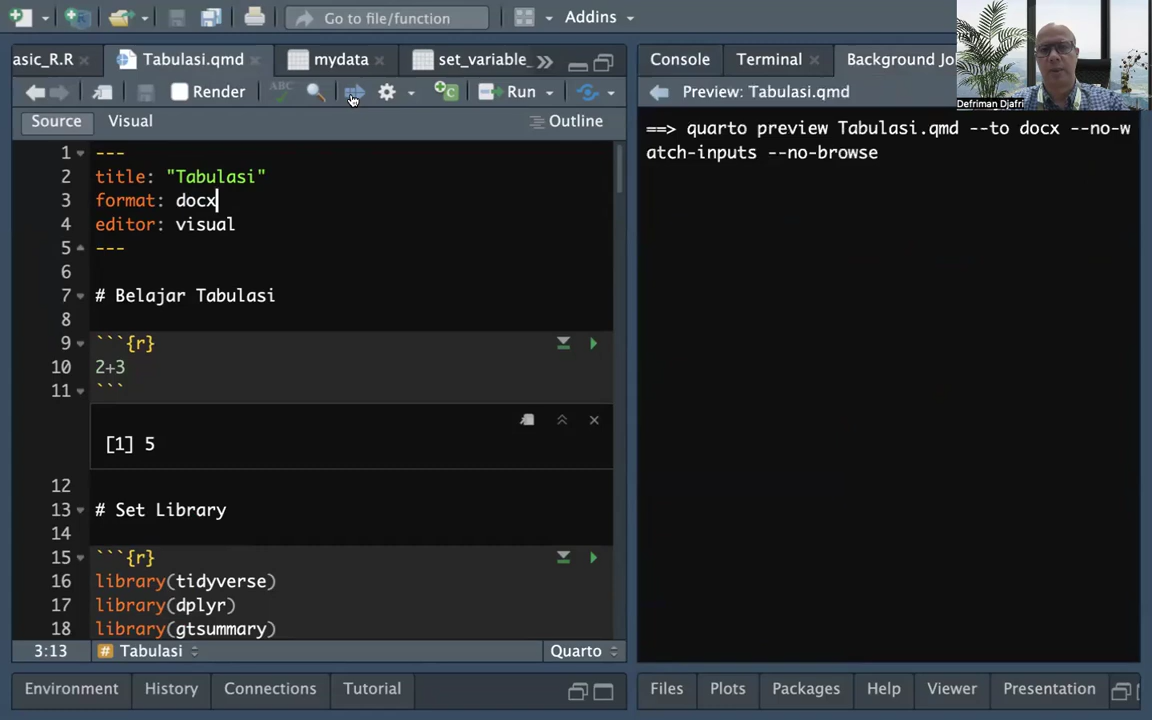 Go to file/function
Addins
asic_R.R
Tabulasi.qmd
mydata
set_variable_
Render
ABC
Run
Source
Visual
Outline
1 ---
2 title: "Tabulasi"
3 format: docx
4 editor: visual
5 ---
6
7 # Belajar Tabulasi
8
9 ```{r}
10 2+3
11 ```
[1] 5
12
13 # Set Library
14
15 ```{r}
16 library(tidyverse)
17 library(dplyr)
18 library(gtsummary)
3:13
# Tabulasi
Quarto
Environment
History
Connections
Tutorial
Console
Terminal
Background Jo
Preview: Tabulasi.qmd
==> quarto preview Tabulasi.qmd --to docx --no-w
atch-inputs --no-browse
Files
Plots
Packages
Help
Viewer
Presentation
Defriman Djafri